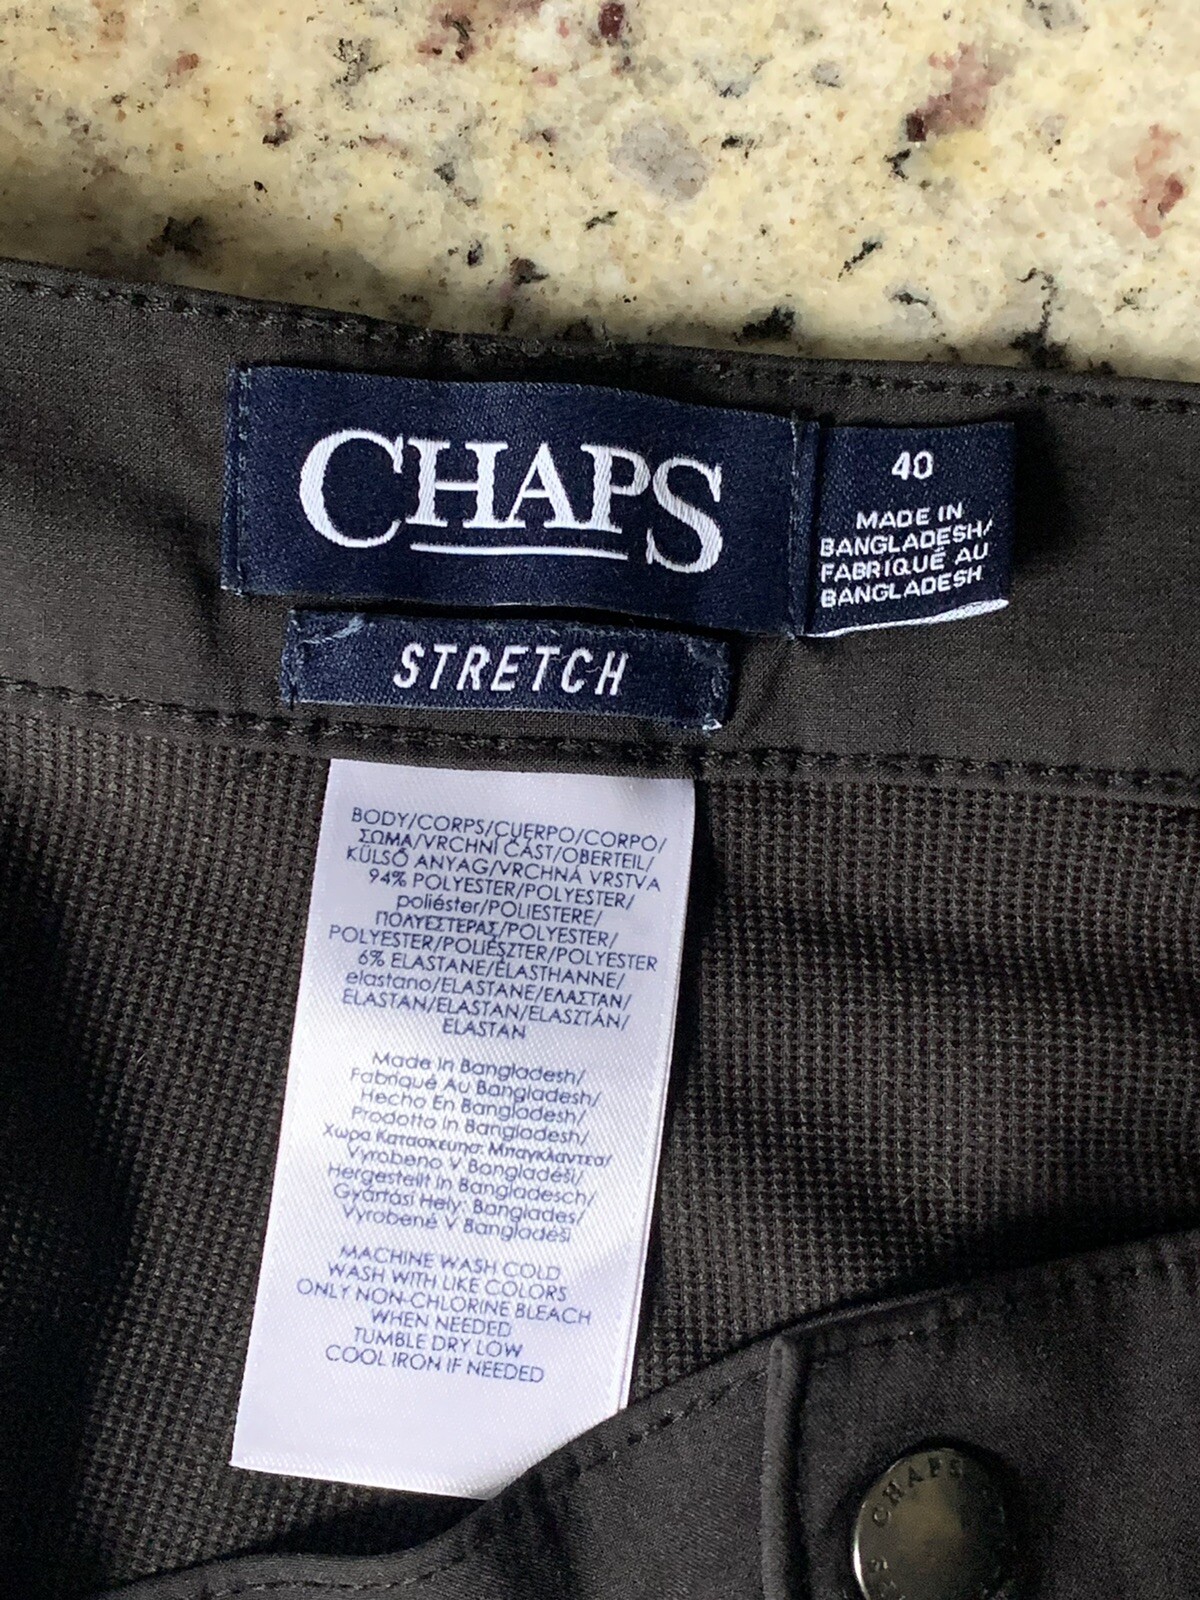 CHAPS
40
MADE IN
BANGLADESH/
FABRIQUÉ AU
BANGLADESH
STRETCH
BODY/CORPS/CUERPO/CORPO/
ΣΩΜΑ/VRCHNÍ ČÁST/OBERTEIL/
KÜLSŐ ANYAG/VRCHNÁ VRSTVA
94% POLYESTER/POLYESTER/
poliéster/POLIESTERE/
ΠΟΛΥΕΣΤΕΡΑΣ/POLYESTER/
POLYESTER/POLIÉSZTER/POLYESTER
6% ELASTANE/ÉLASTHANNE/
elastano/ELASTANE/ΕΛΑΣΤΑΝ/
ELASTAN/ELASTAN/ELASZTÁN/
ELASTAN
Made In Bangladesh/
Fabriqué Au Bangladesh/
Hecho En Bangladesh/
Prodotto In Bangladesh/
Χωρα Κατασκευησ: Μπαγκλαντεσ/
Vyrobeno V Bangladéši/
Hergestellt In Bangladesch/
Gyártási Hely: Banglades/
Vyrobené V Bangladéši
MACHINE WASH COLD
WASH WITH LIKE COLORS
ONLY NON-CHLORINE BLEACH
WHEN NEEDED
TUMBLE DRY LOW
COOL IRON IF NEEDED
CHAPS